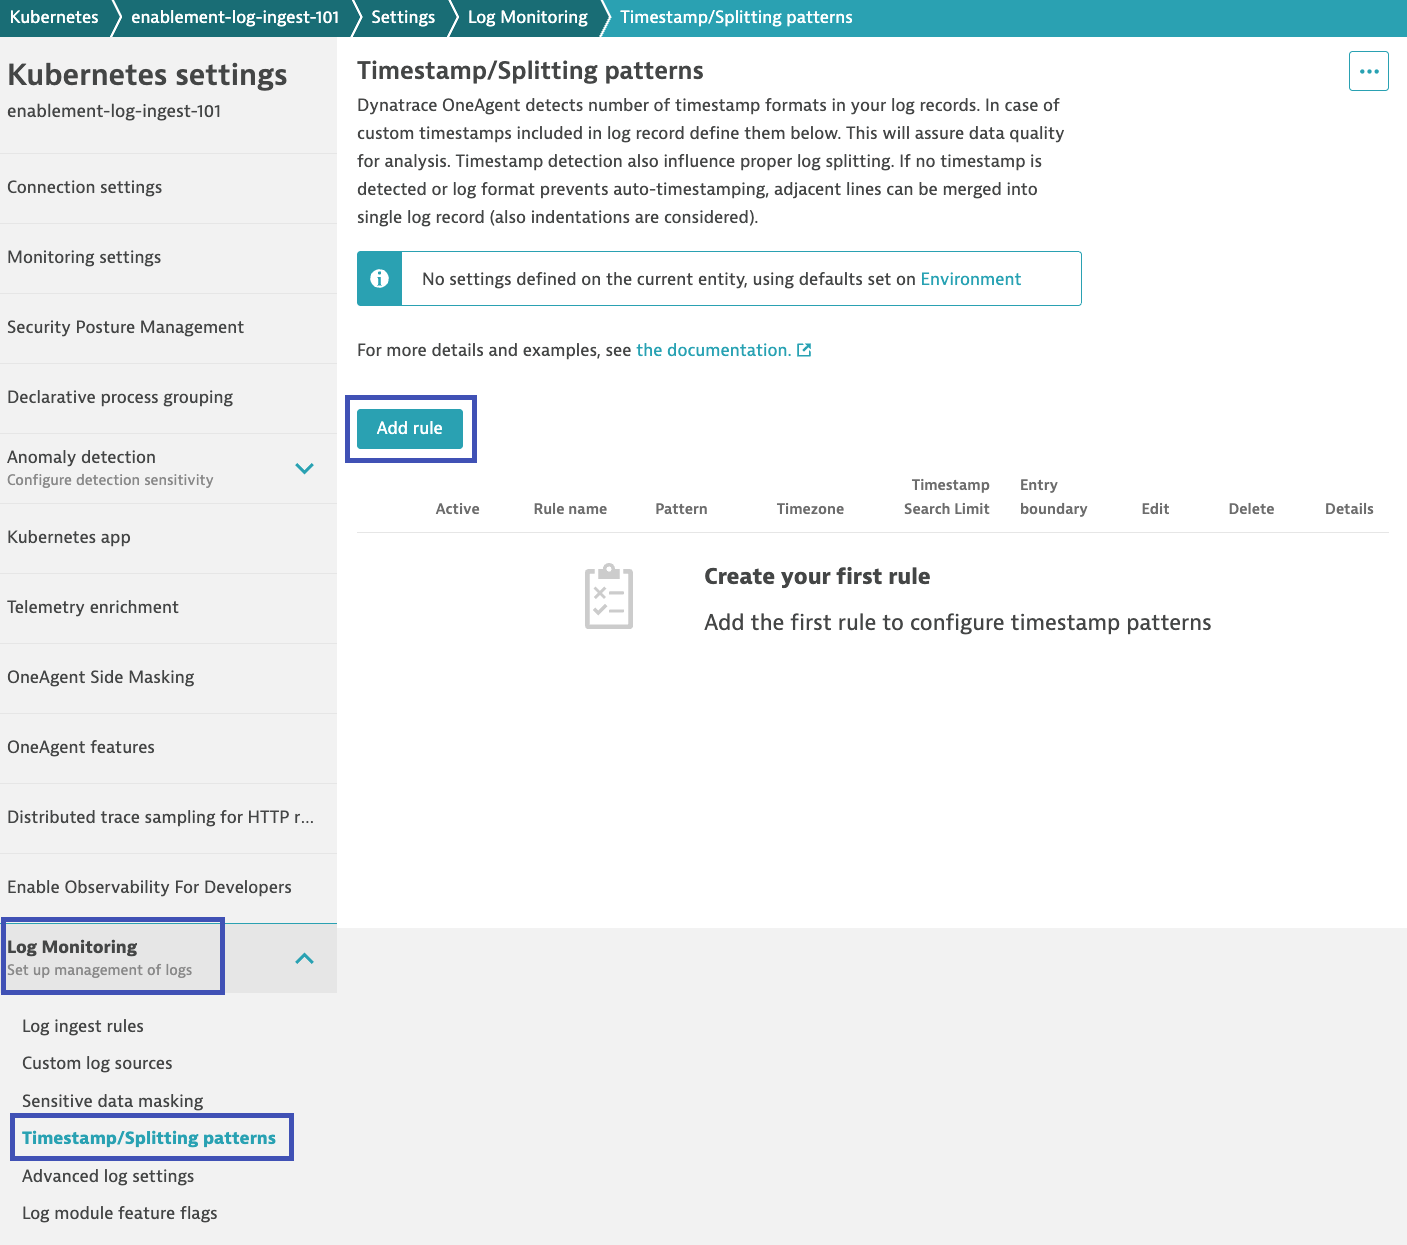 Kubernetes
enablement-log-ingest-101
Settings
Log Monitoring
Timestamp/Splitting patterns
Kubernetes settings
enablement-log-ingest-101
Connection settings
Monitoring settings
Security Posture Management
Declarative process grouping
Anomaly detection
Configure detection sensitivity
Kubernetes app
Telemetry enrichment
OneAgent Side Masking
OneAgent features
Distributed trace sampling for HTTP r...
Enable Observability For Developers
Log Monitoring
Set up management of logs
Log ingest rules
Custom log sources
Sensitive data masking
Timestamp/Splitting patterns
Advanced log settings
Log module feature flags
Timestamp/Splitting patterns
Dynatrace OneAgent detects number of timestamp formats in your log records. In case of
custom timestamps included in log record define them below. This will assure data quality
for analysis. Timestamp detection also influence proper log splitting. If no timestamp is
detected or log format prevents auto-timestamping, adjacent lines can be merged into
single log record (also indentations are considered).
No settings defined on the current entity, using defaults set on Environment
For more details and examples, see the documentation.
Add rule
Active
Rule name
Pattern
Timezone
Timestamp
Search Limit
Entry
boundary
Edit
Delete
Details
Create your first rule
Add the first rule to configure timestamp patterns